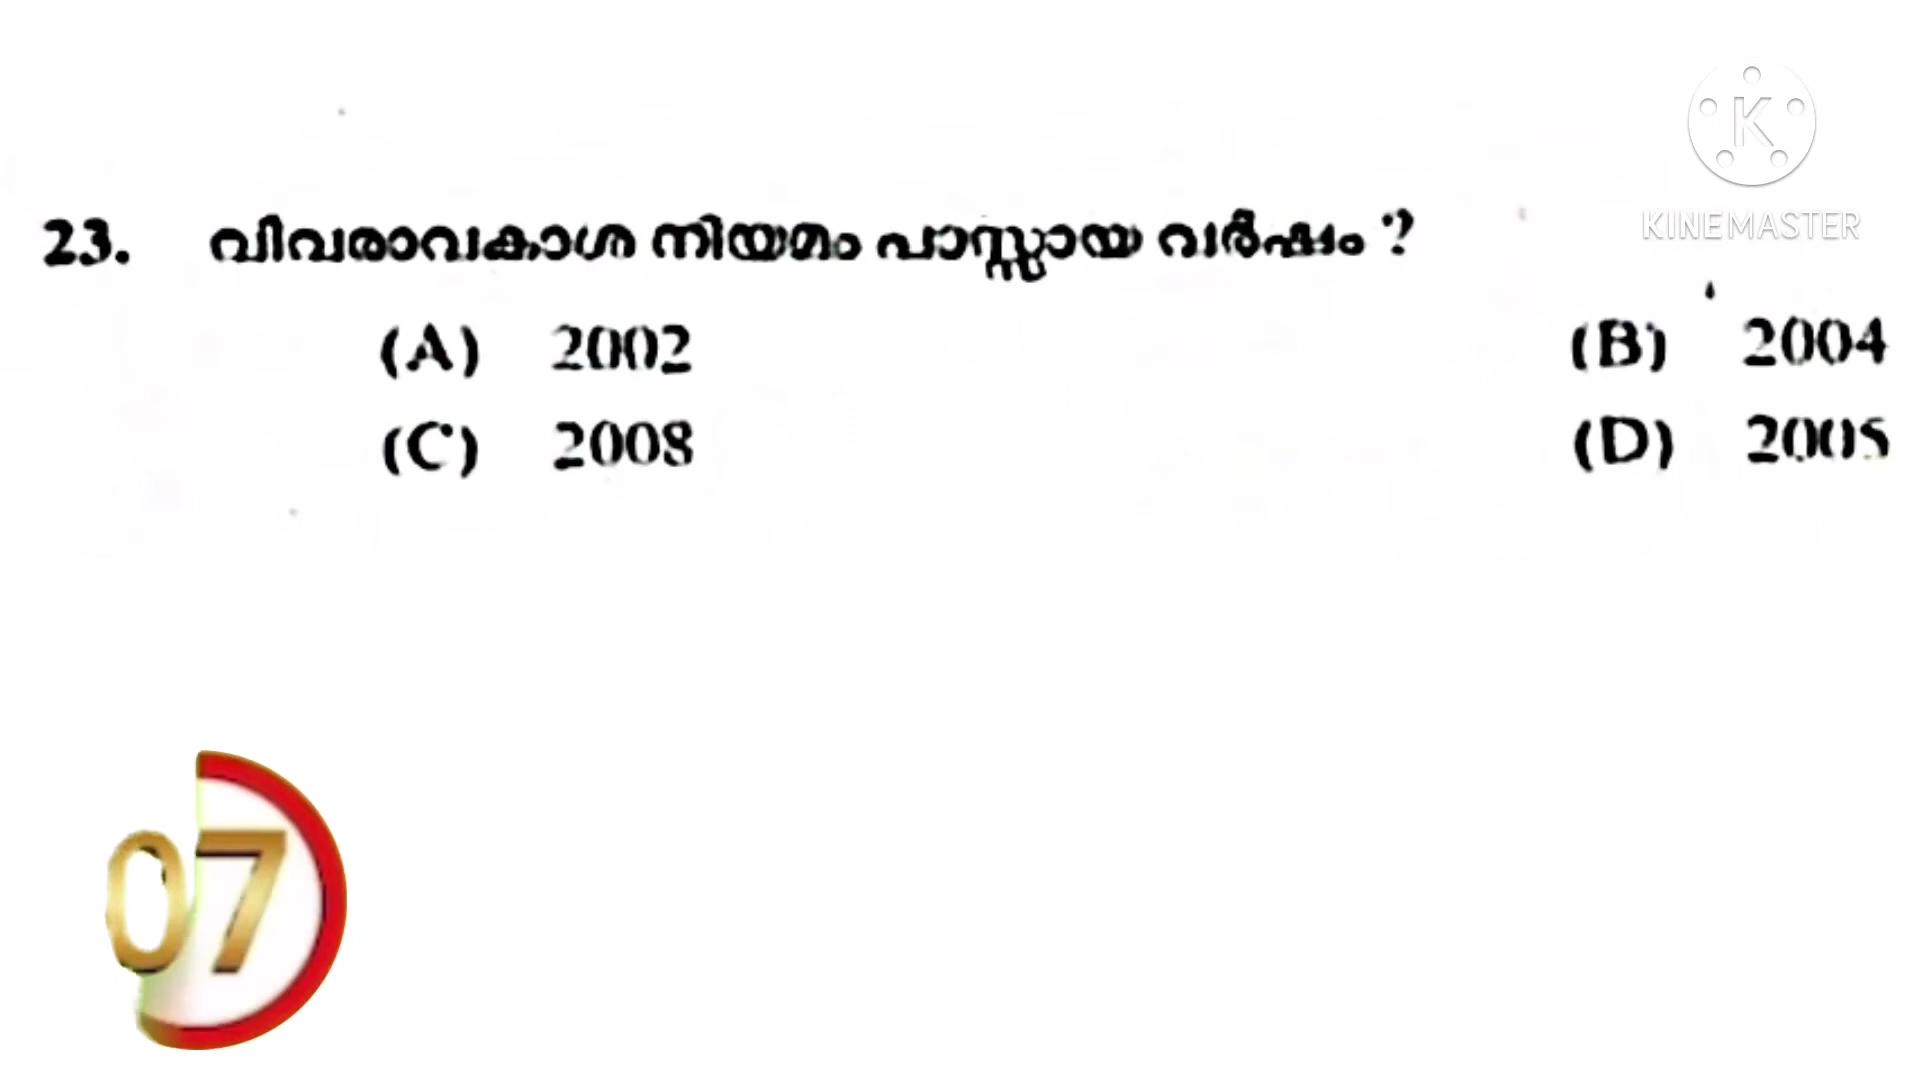 K
KINEMASTER
23. വിവരാവകാശ നിയമം പാസ്സായ വർഷം ?
(A) 2002 (B) 2004
(C) 2008 (D) 2005
07